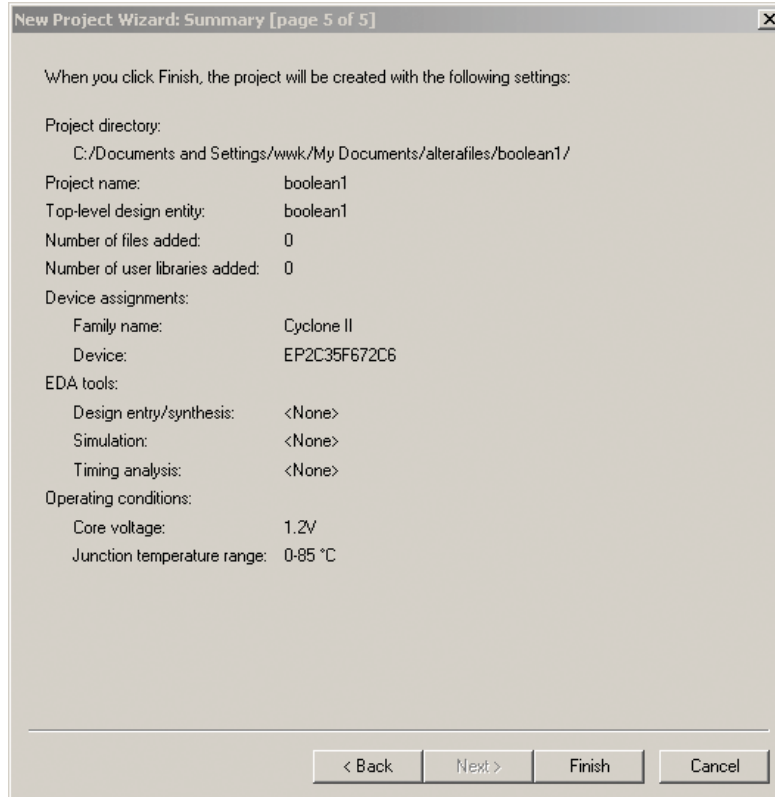 New Project Wizard: Summary [page 5 of 5]
When you click Finish, the project will be created with the following settings:
Project directory:
C:/Documents and Settings/wwk/My Documents/alterafiles/boolean1/
Project name: boolean1
Top-level design entity: boolean1
Number of files added: 0
Number of user libraries added: 0
Device assignments:
Family name: Cyclone II
Device: EP2C35F672C6
EDA tools:
Design entry/synthesis: <None>
Simulation: <None>
Timing analysis: <None>
Operating conditions:
Core voltage: 1.2V
Junction temperature range: 0-85 °C
< Back Next > Finish Cancel